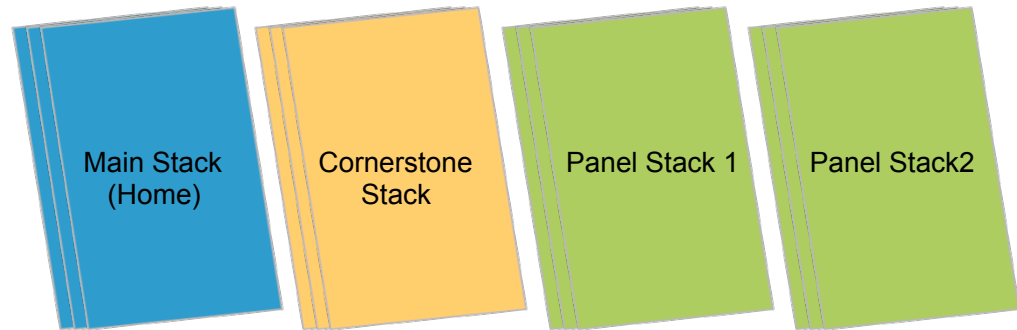 Main Stack
(Home)
Cornerstone
Stack
Panel Stack 1
Panel Stack2